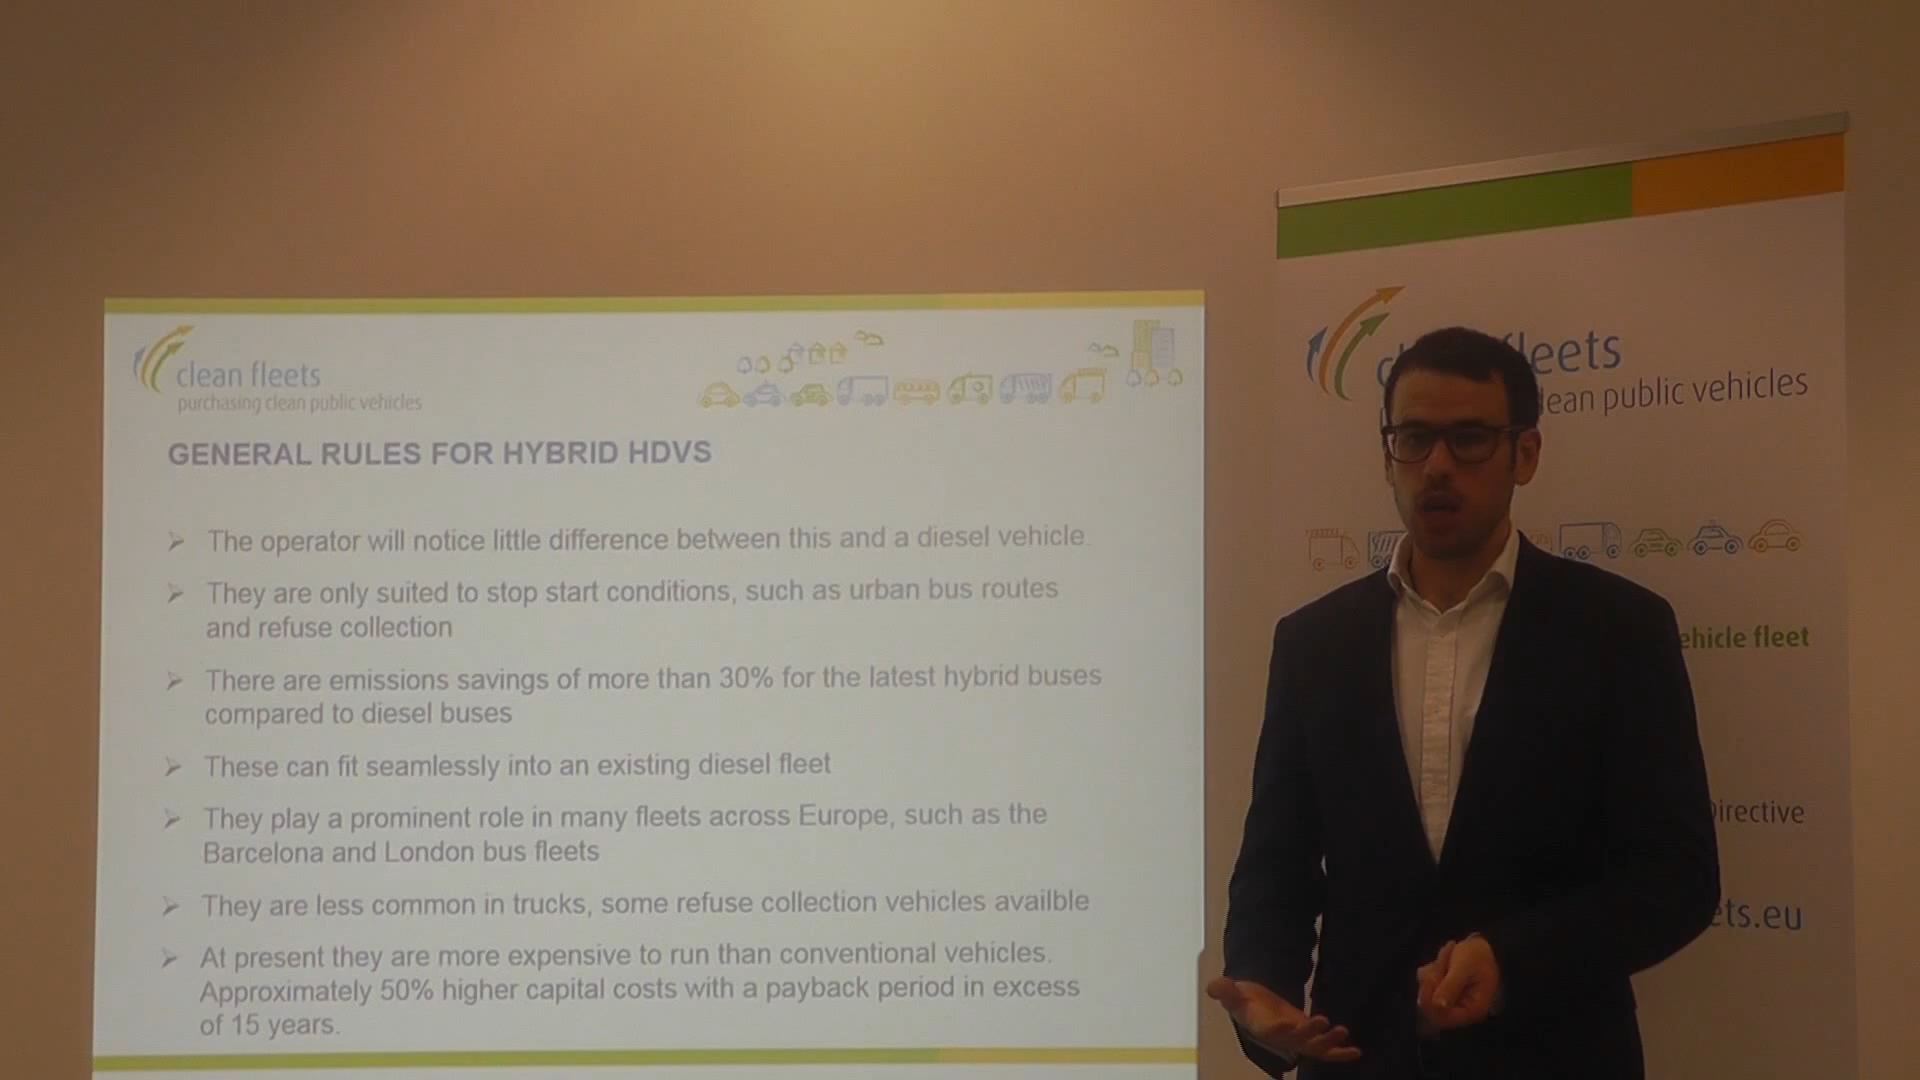 clean fleets
purchasing clean public vehicles
GENERAL RULES FOR HYBRID HDVS
The operator will notice little difference between this and a diesel vehicle.
They are only suited to stop start conditions, such as urban bus routes
and refuse collection
There are emissions savings of more than 30% for the latest hybrid buses
compared to diesel buses
These can fit seamlessly into an existing diesel fleet
They play a prominent role in many fleets across Europe, such as the
Barcelona and London bus fleets
They are less common in trucks, some refuse collection vehicles availble
At present they are more expensive to run than conventional vehicles.
Approximately 50% higher capital costs with a payback period in excess
of 15 years.
fleets
clean public vehicles
ehicle fleet
Directive
ets.eu